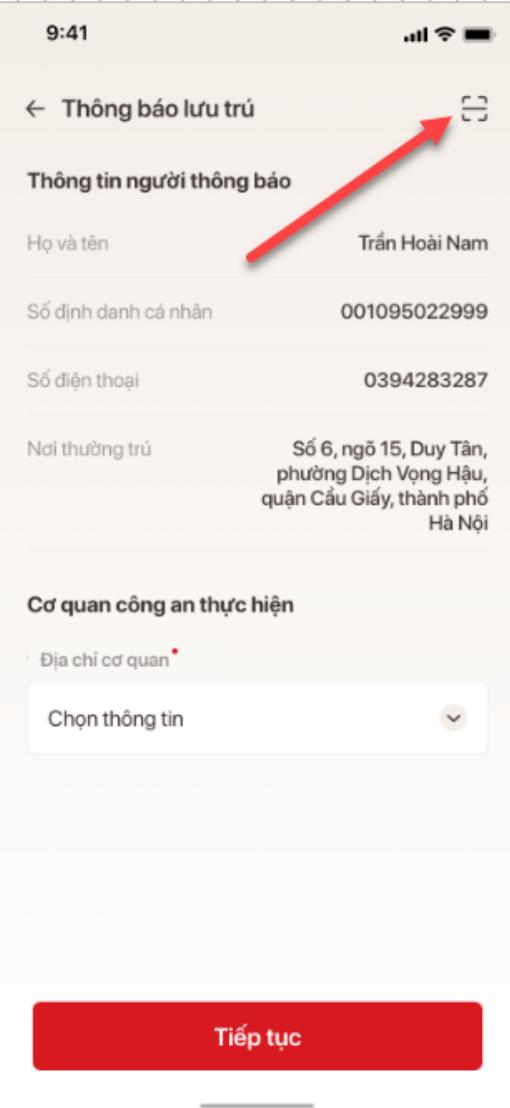 9:41
Thông báo lưu trú
Thông tin người thông báo
Họ và tên Trần Hoài Nam
Số định danh cá nhân 001095022999
Số điện thoại 0394283287
Nơi thường trú Số 6, ngõ 15, Duy Tân,
phường Dịch Vọng Hậu,
quận Cầu Giấy, thành phố
Hà Nội
Cơ quan công an thực hiện
Địa chỉ cơ quan*
Chọn thông tin
Tiếp tục